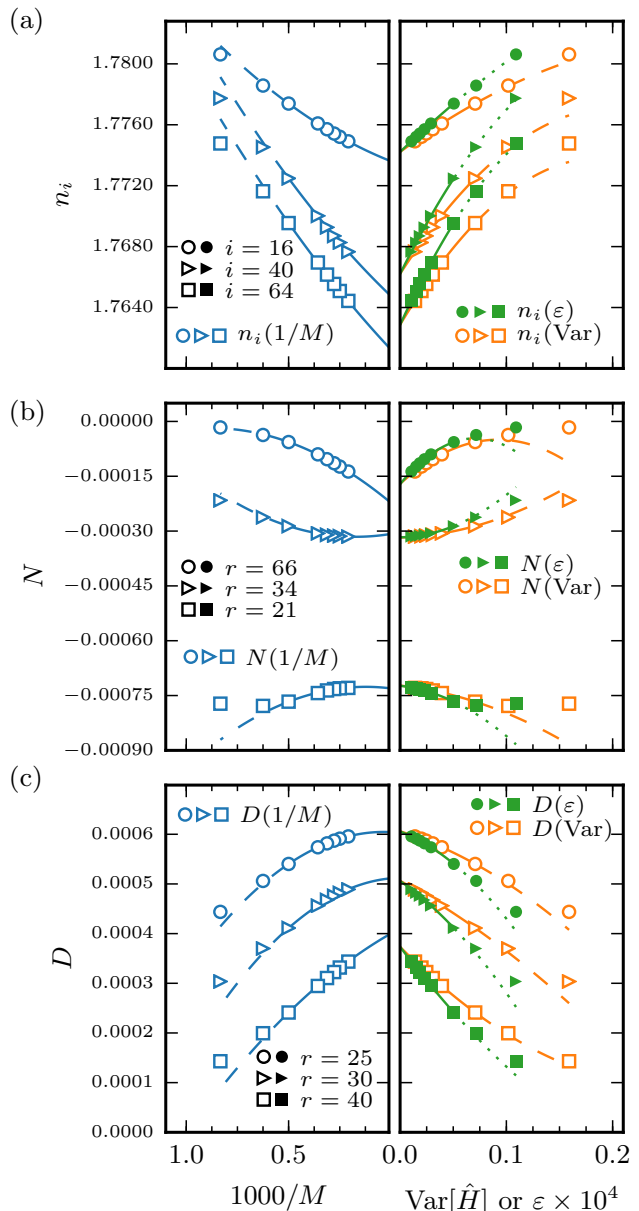 (a)
1.7800
1.7760
1.7720
1.7680
1.7640
n_i
i = 16
i = 40
i = 64
n_i(1/M)
n_i(ε)
n_i(Var)
(b)
0.00000
−0.00015
−0.00030
−0.00045
−0.00060
−0.00075
−0.00090
N
r = 66
r = 34
r = 21
N(1/M)
N(ε)
N(Var)
(c)
0.0006
0.0005
0.0004
0.0003
0.0002
0.0001
0.0000
D
D(1/M)
D(ε)
D(Var)
r = 25
r = 30
r = 40
1.0 0.5 0.0 0.1 0.2
1000/M
Var[Ĥ] or ε × 10^4